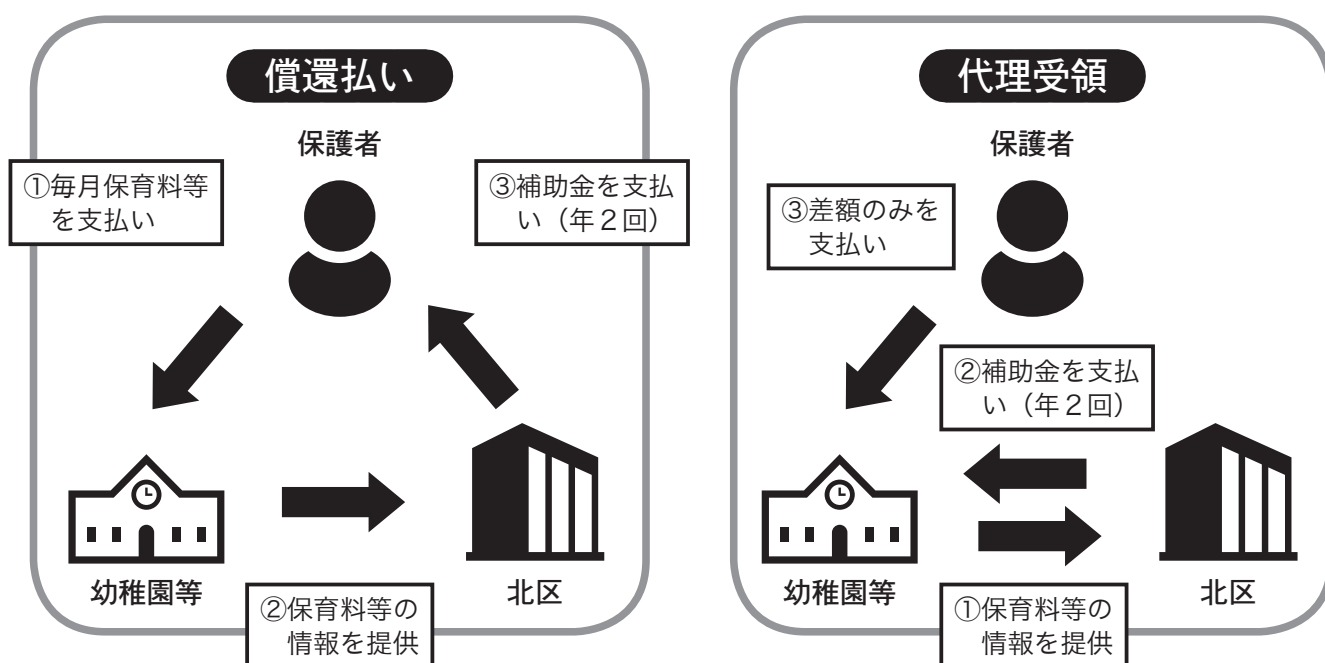 償還払い
保護者
①毎月保育料等
を支払い
③補助金を支払
い（年２回）
幼稚園等
北区
②保育料等の
情報を提供
代理受領
保護者
③差額のみを
支払い
②補助金を支払
い（年２回）
幼稚園等
北区
①保育料等の
情報を提供